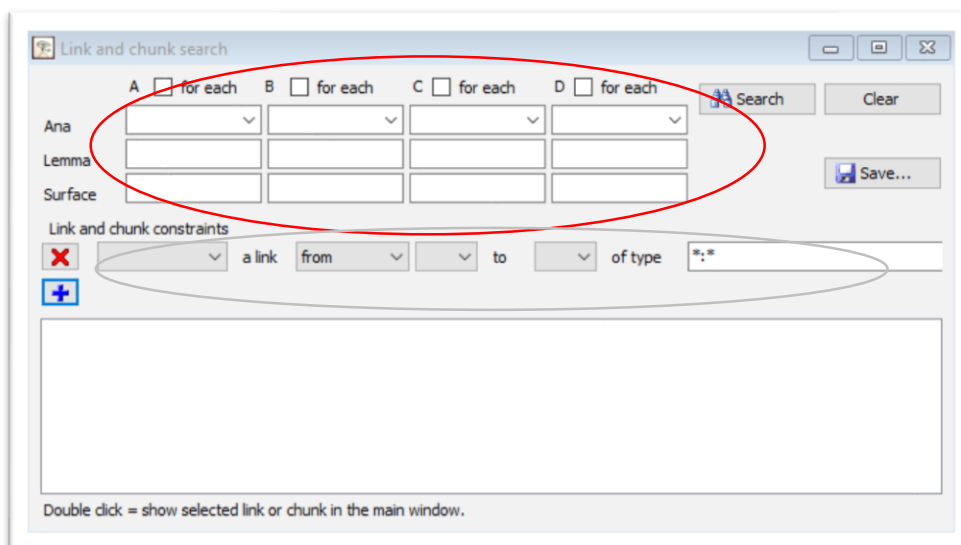 Link and chunk search
A for each B for each C for each D for each
Search Clear
Ana
Lemma
Save...
Surface
Link and chunk constraints
a link from to of type *:*
Double click = show selected link or chunk in the main window.